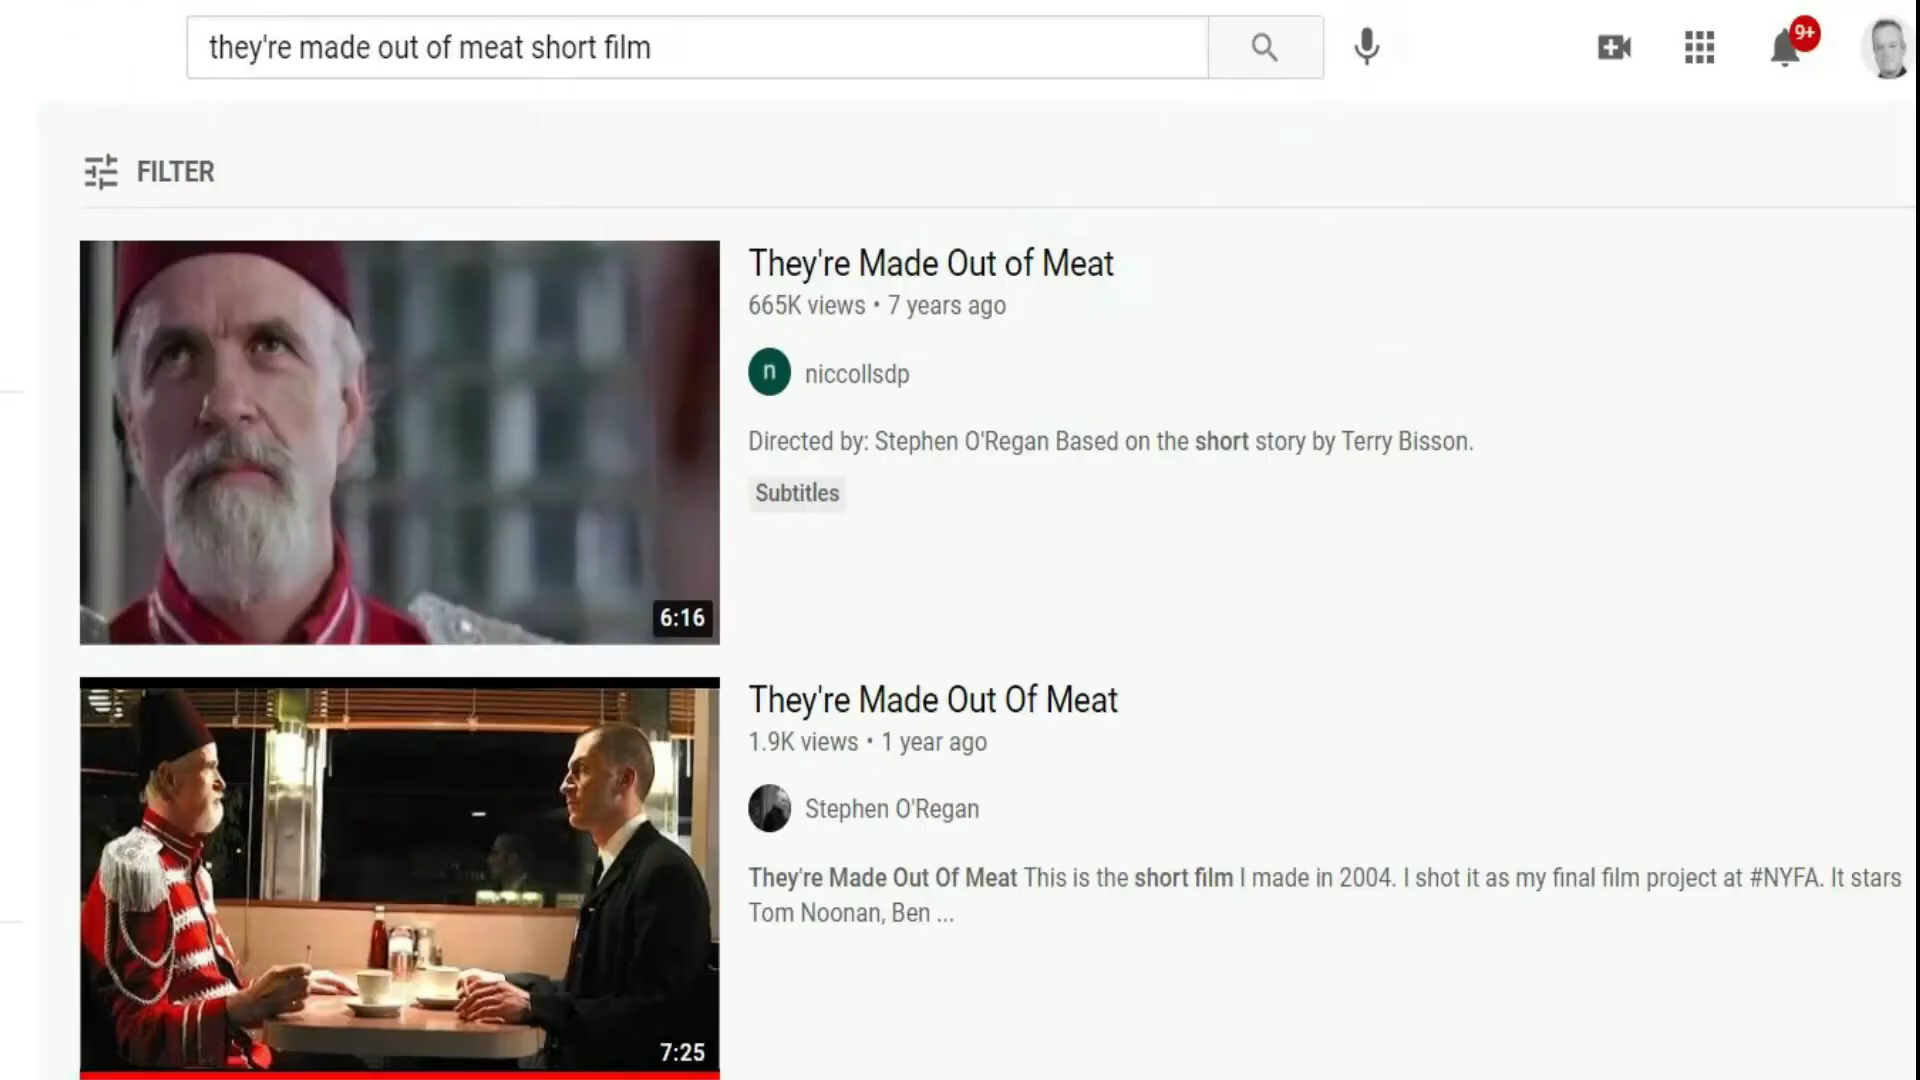 they're made out of meat short film
9+
FILTER
They're Made Out of Meat
665K views • 7 years ago
n
niccollsdp
Directed by: Stephen O'Regan Based on the short story by Terry Bisson.
Subtitles
6:16
They're Made Out Of Meat
1.9K views • 1 year ago
Stephen O'Regan
They're Made Out Of Meat This is the short film I made in 2004. I shot it as my final film project at #NYFA. It stars
Tom Noonan, Ben ...
7:25